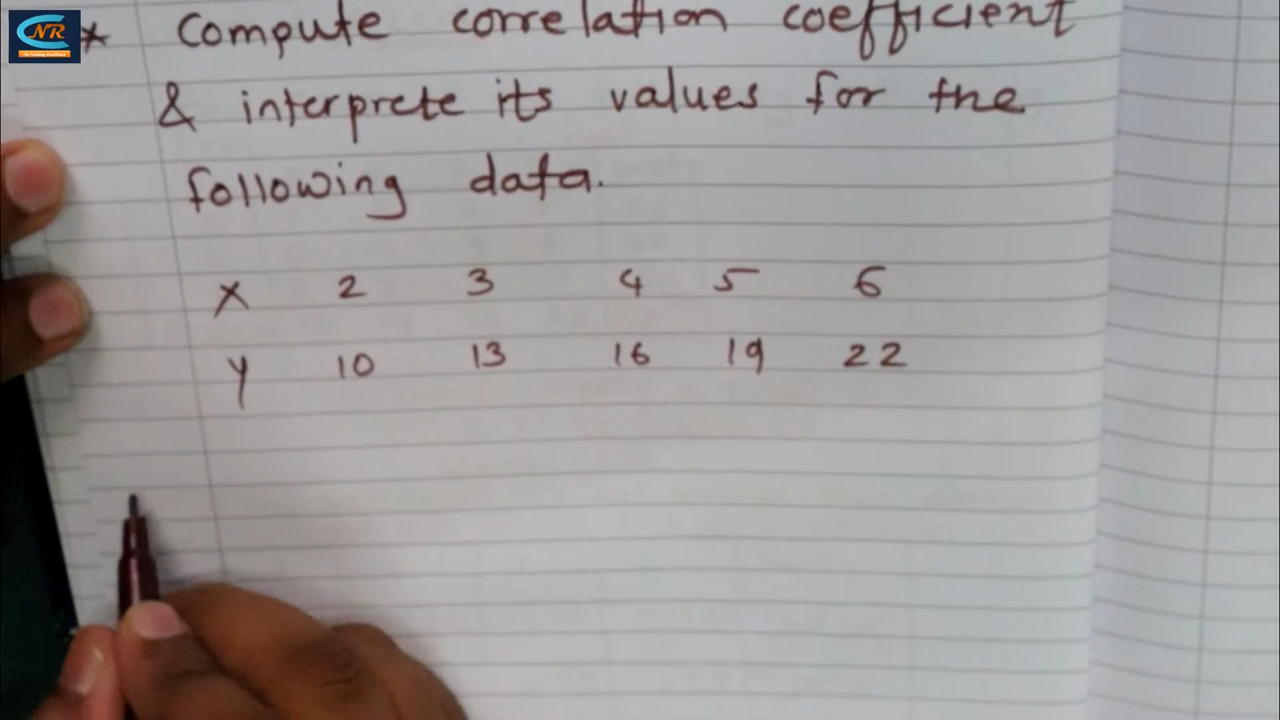 NR
* Compute correlation coefficient
& interprete its values for the
following data.
X 2 3 4 5 6
y 10 13 16 19 22